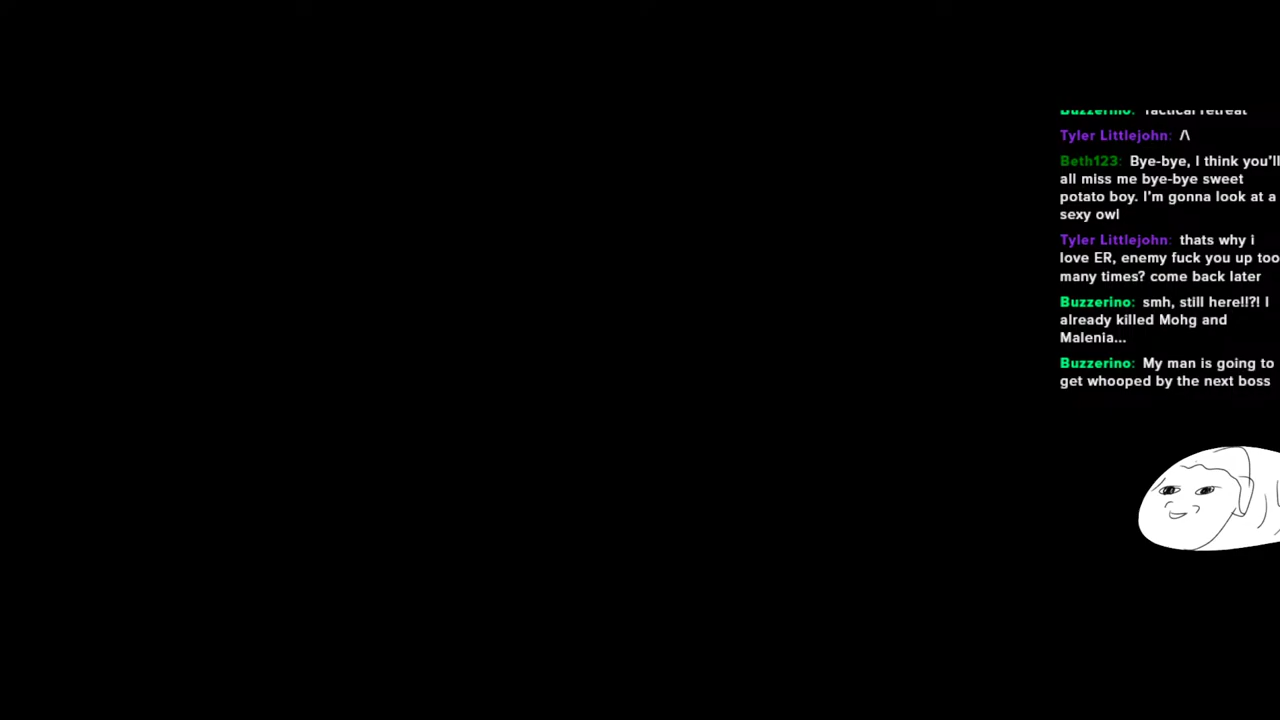 Buzzerino: Tactical retreat
Tyler Littlejohn: /\
Beth123: Bye-bye, I think you'll
all miss me bye-bye sweet
potato boy. I'm gonna look at a
sexy owl
Tyler Littlejohn: thats why i
love ER, enemy fuck you up too
many times? come back later
Buzzerino: smh, still here!!?! I
already killed Mohg and
Malenia...
Buzzerino: My man is going to
get whooped by the next boss